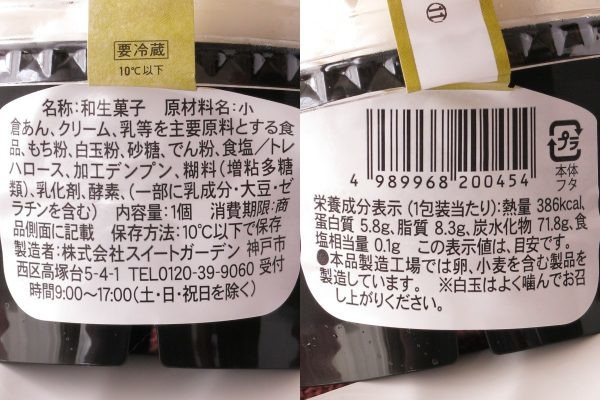 要冷蔵
10℃以下
名称:和生菓子 原材料名:小
倉あん、クリーム、乳等を主要原料とする食
品、もち粉、白玉粉、砂糖、でん粉、食塩/トレ
ハロース、加工デンプン、糊料(増粘多糖
類)、乳化剤、酵素、(一部に乳成分・大豆・ゼ
ラチンを含む) 内容量:1個 消費期限:商
品側面に記載 保存方法:10℃以下で保存
製造者:株式会社スイートガーデン 神戸市
西区高塚台5-4-1 TEL0120-39-9060 受付
時間9:00〜17:00(土・日・祝日を除く)
⑪
4 989968 200454
プラ
本体
フタ
栄養成分表示(1包装当たり):熱量 386kcal、
蛋白質 5.8g、脂質 8.3g、炭水化物 71.8g、食
塩相当量 0.1g この表示値は、目安です。
●本品製造工場では卵、小麦を含む製品を
製造しています。 ※白玉はよく噛んでお召
し上がりください。